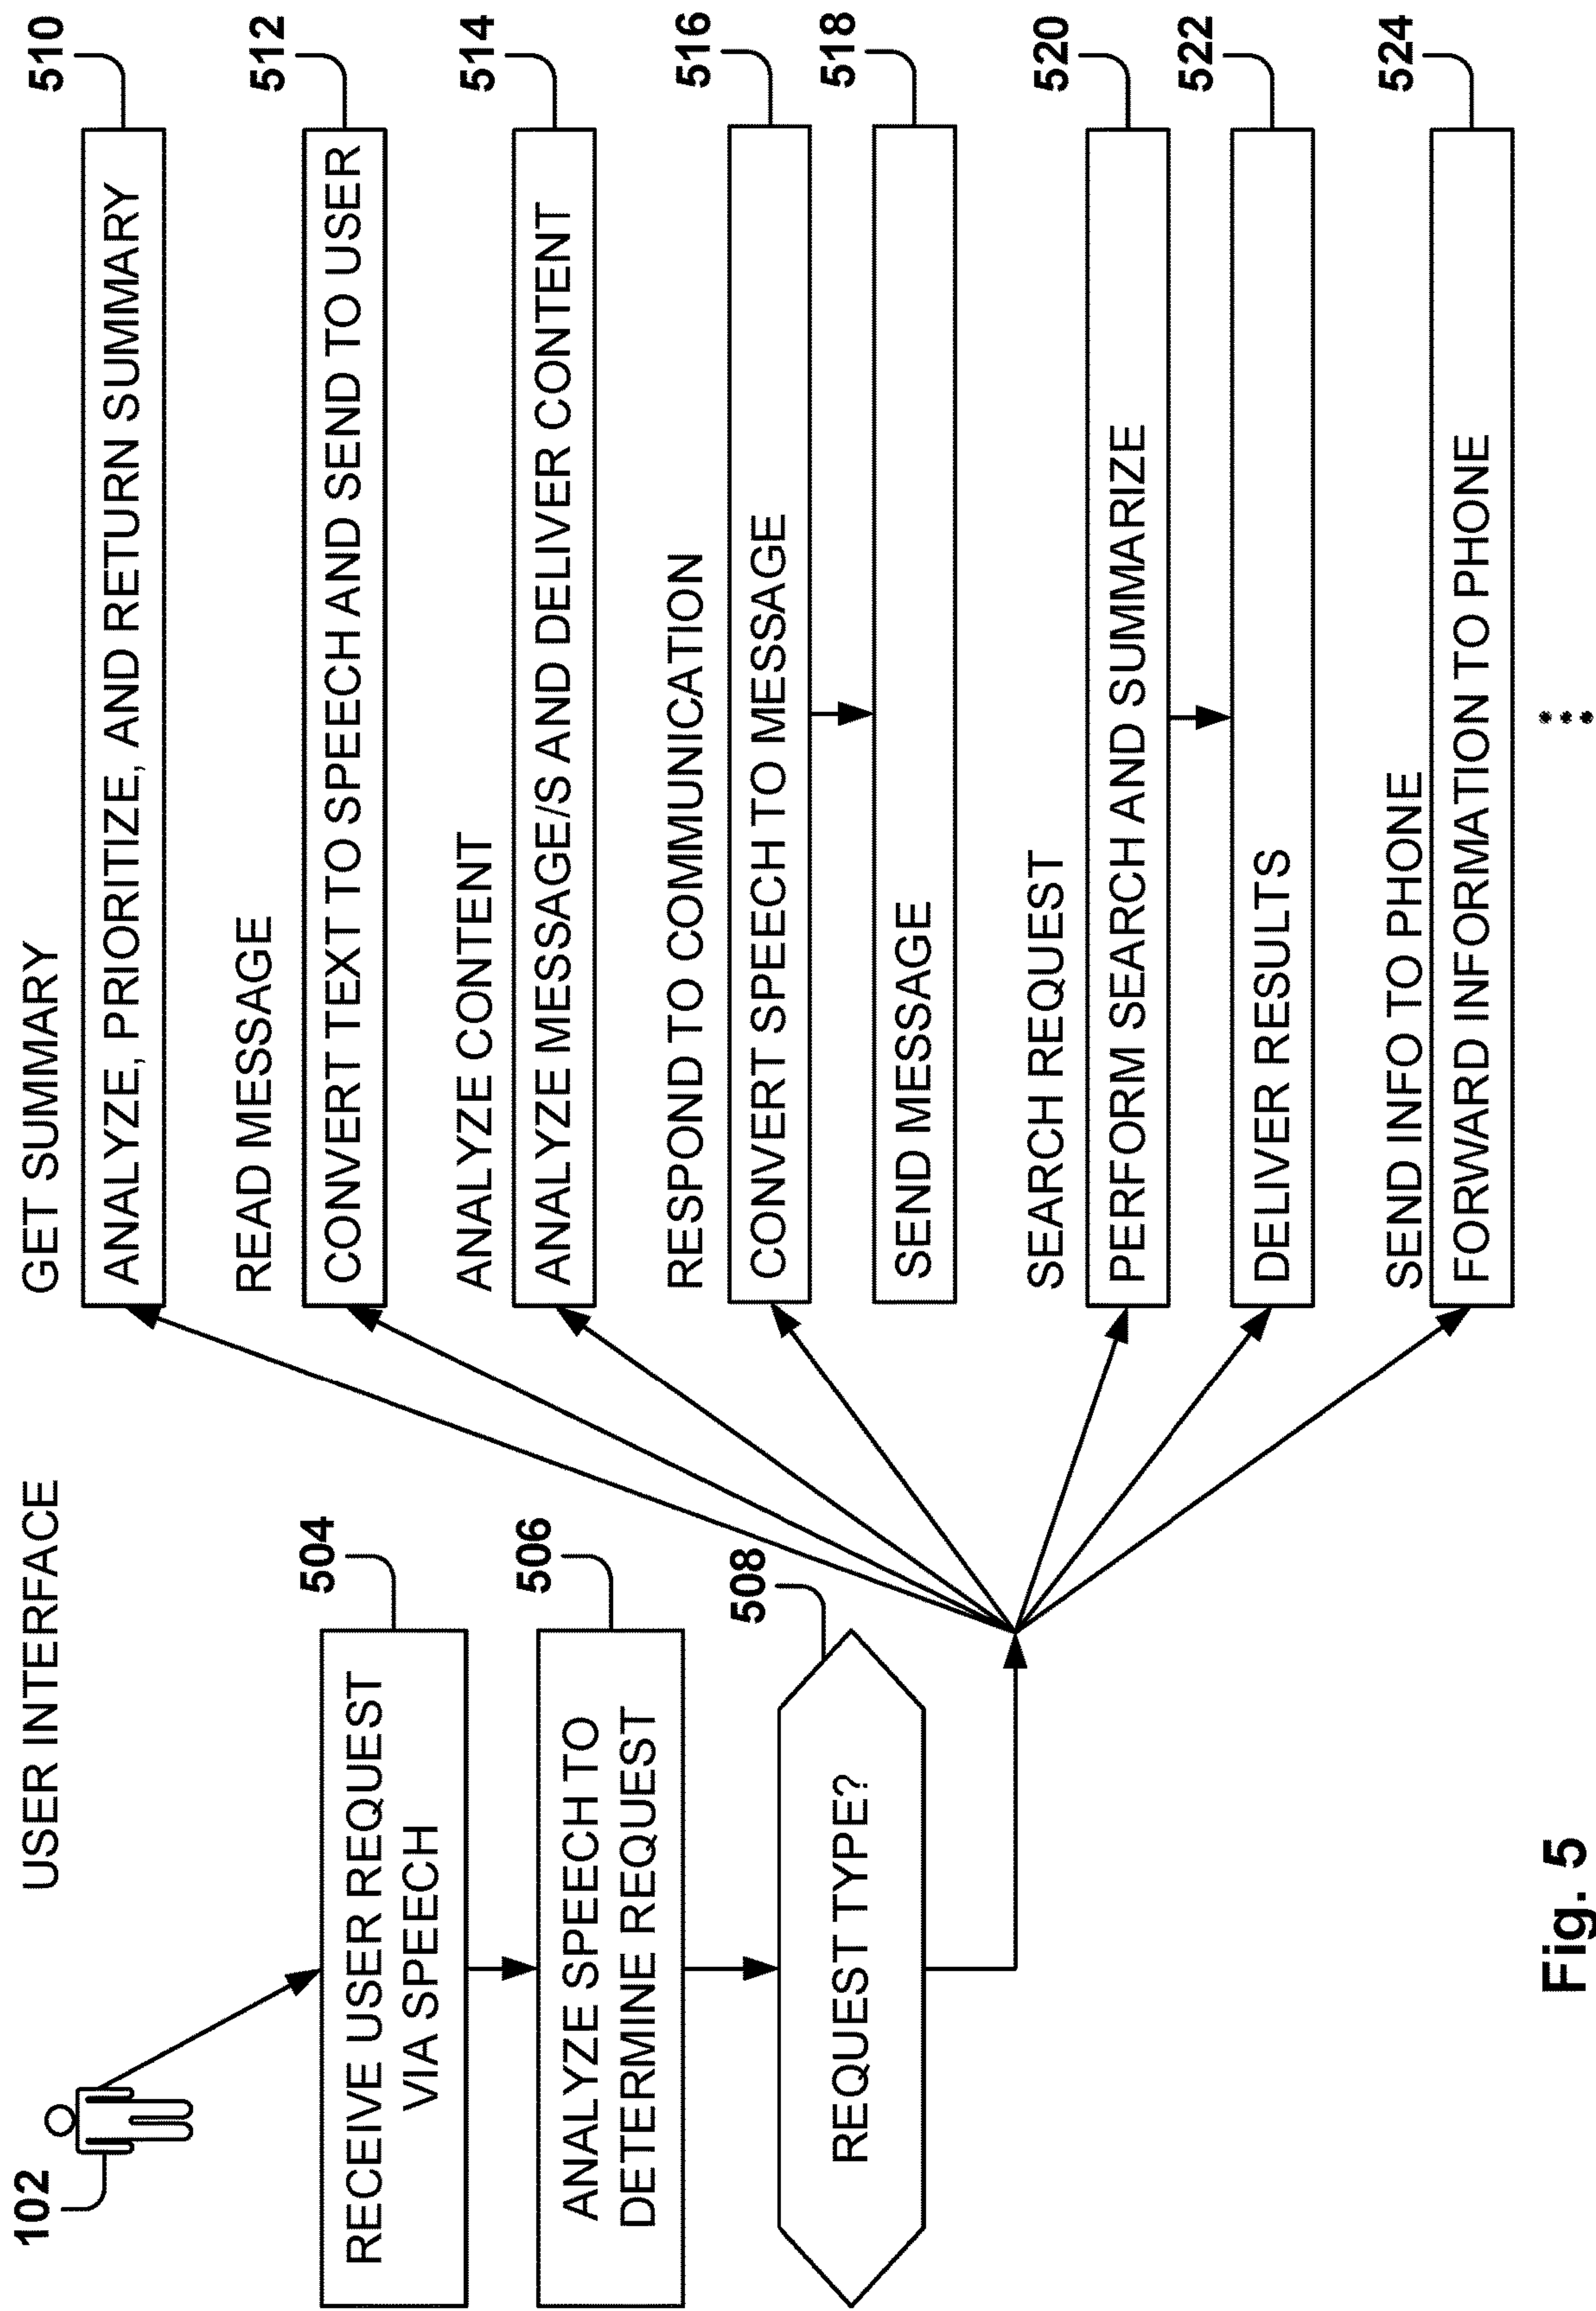 USER INTERFACE
102
RECEIVE USER REQUEST
VIA SPEECH
504
ANALYZE SPEECH TO
DETERMINE REQUEST
506
REQUEST TYPE?
508
GET SUMMARY
ANALYZE, PRIORITIZE, AND RETURN SUMMARY
510
READ MESSAGE
CONVERT TEXT TO SPEECH AND SEND TO USER
512
ANALYZE CONTENT
ANALYZE MESSAGE/S AND DELIVER CONTENT
514
RESPOND TO COMMUNICATION
CONVERT SPEECH TO MESSAGE
516
SEND MESSAGE
518
SEARCH REQUEST
PERFORM SEARCH AND SUMMARIZE
520
DELIVER RESULTS
522
SEND INFO TO PHONE
FORWARD INFORMATION TO PHONE
524
Fig. 5